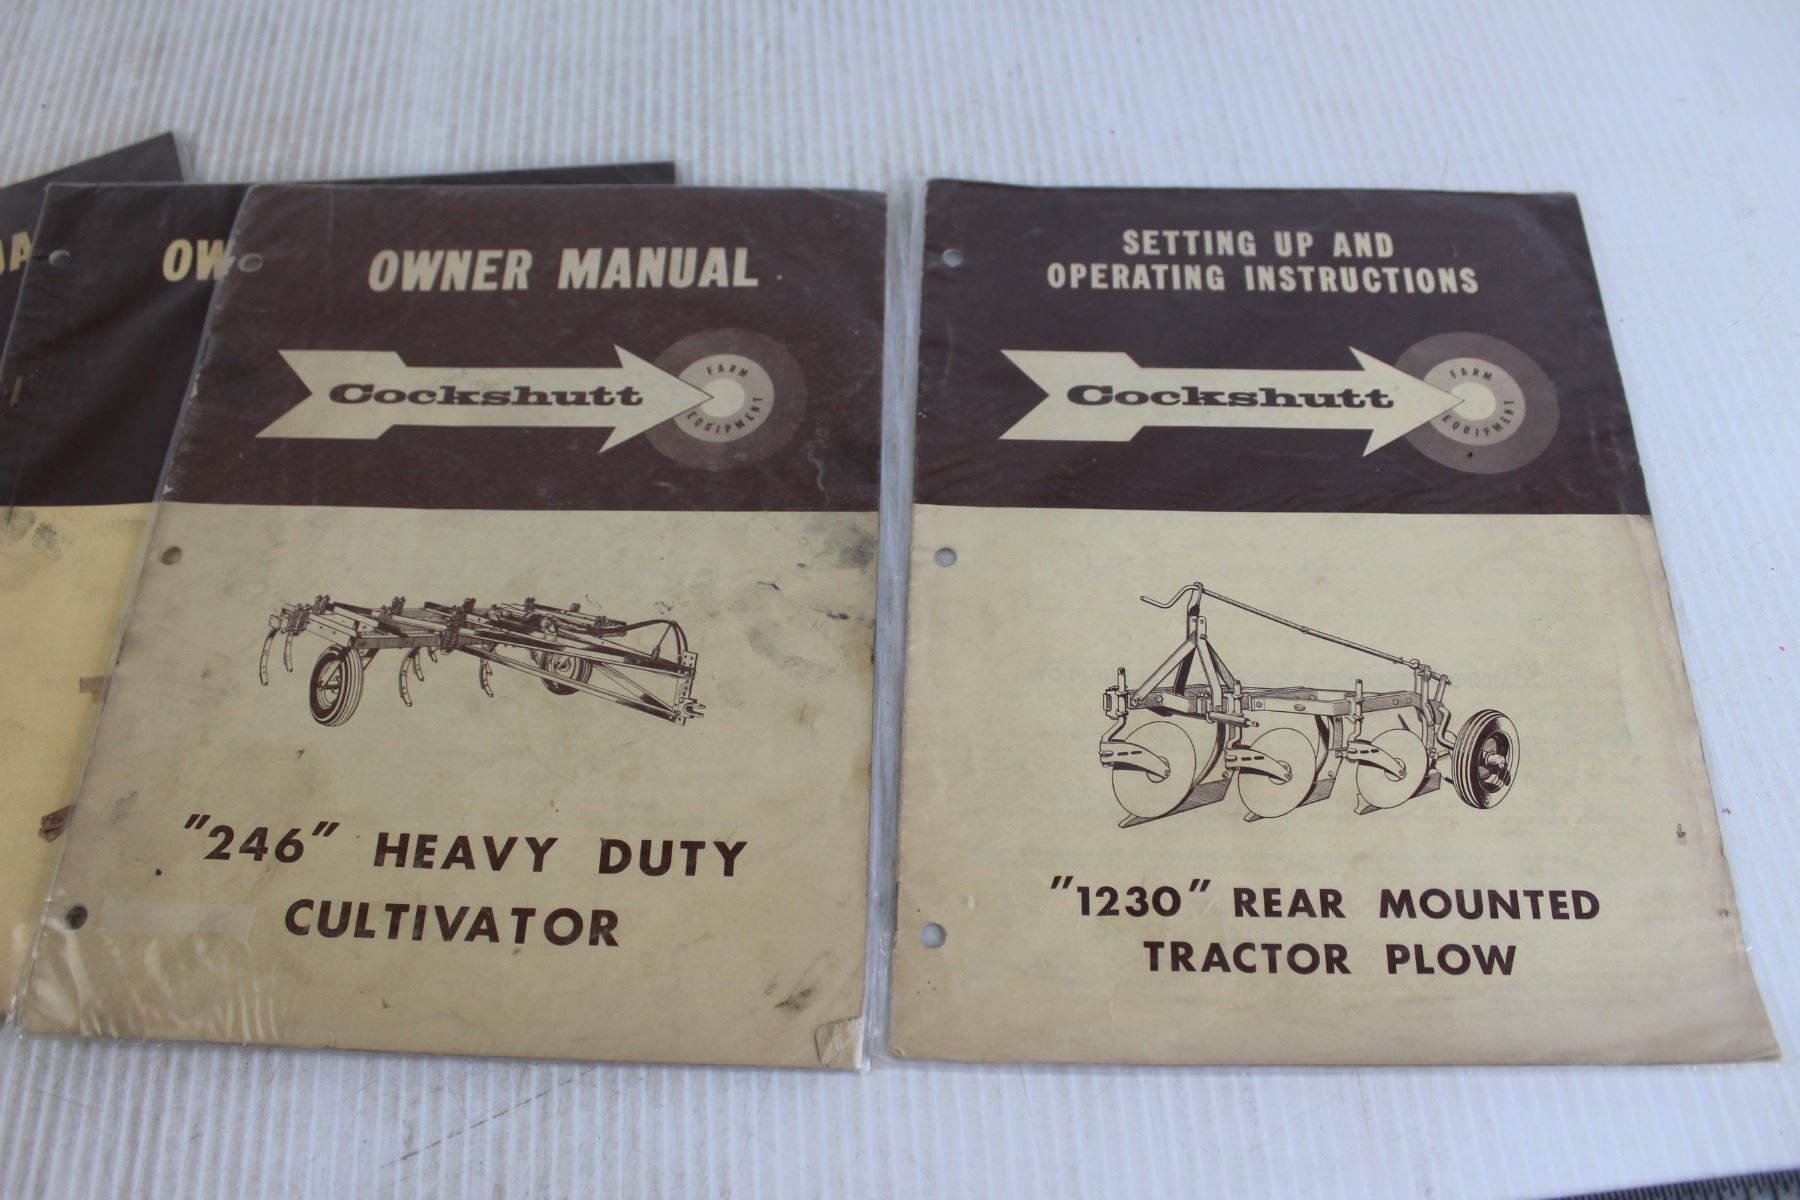 OWNER MANUAL
Cockshutt
FARM
EQUIPMENT
"246" HEAVY DUTY
CULTIVATOR
SETTING UP AND
OPERATING INSTRUCTIONS
Cockshutt
FARM
EQUIPMENT
"1230" REAR MOUNTED
TRACTOR PLOW